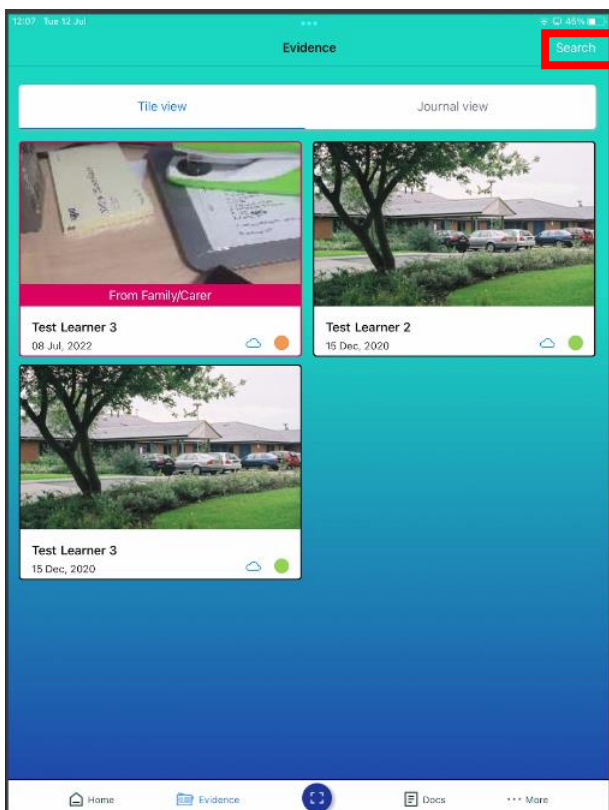 12:07 Tue 12 Jul
46%
Evidence
Search
Tile view
Journal view
From Family/Carer
Test Learner 3
08 Jul, 2022
Test Learner 2
15 Dec, 2020
Test Learner 3
15 Dec, 2020
Home
Evidence
Docs
More